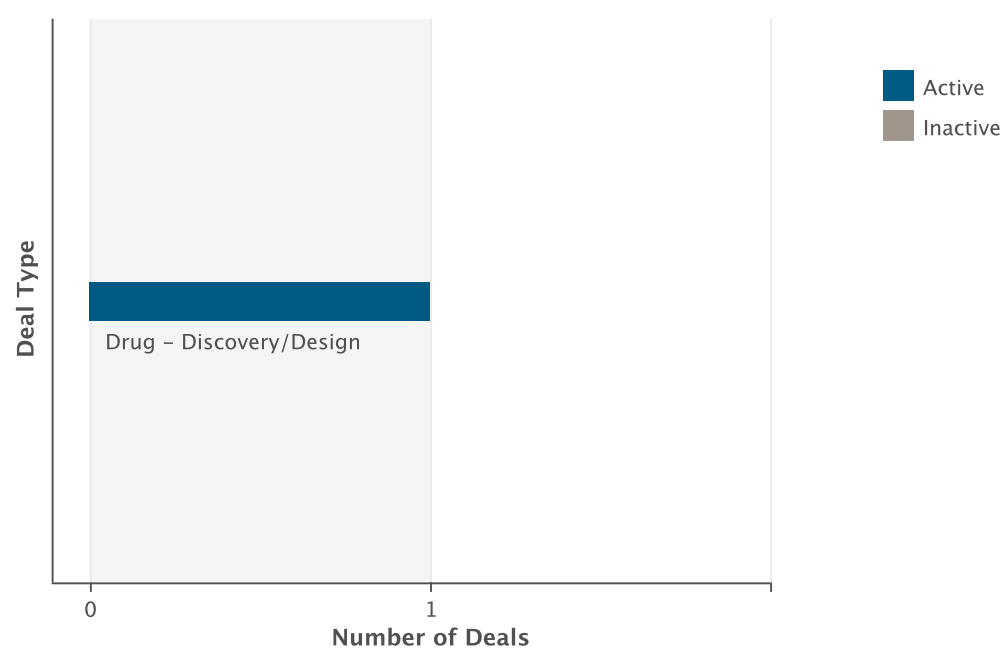 Active
Inactive
Deal Type
Drug – Discovery/Design
0
1
Number of Deals